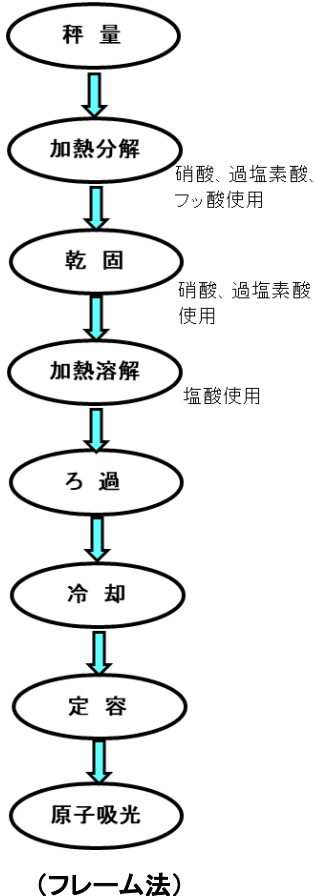 秤 量
加熱分解
硝酸、過塩素酸、
フッ酸使用
乾 固
硝酸、過塩素酸
使用
加熱溶解
塩酸使用
ろ 過
冷 却
定 容
原子吸光
(フレーム法)